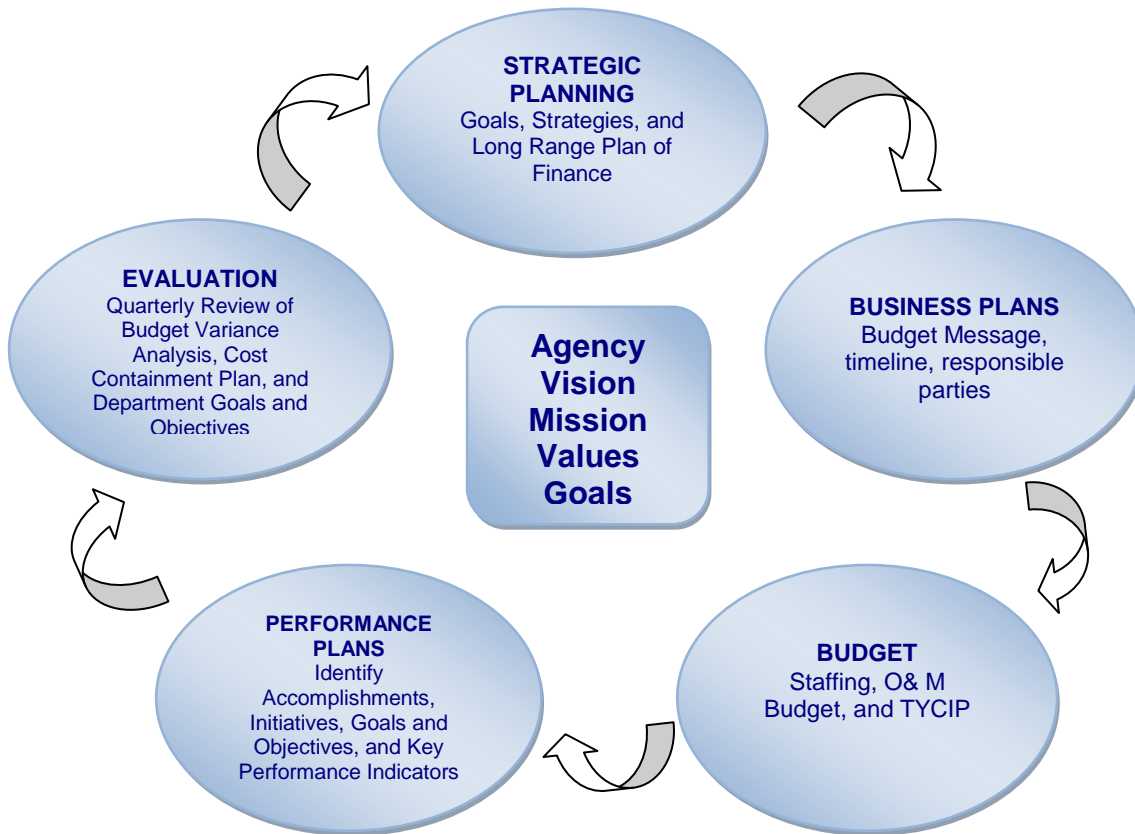 STRATEGIC
PLANNING
Goals, Strategies, and
Long Range Plan of
Finance
BUSINESS PLANS
Budget Message,
timeline, responsible
parties
BUDGET
Staffing, O& M
Budget, and TYCIP
PERFORMANCE
PLANS
Identify
Accomplishments,
Initiatives, Goals and
Objectives, and Key
Performance Indicators
EVALUATION
Quarterly Review of
Budget Variance
Analysis, Cost
Containment Plan, and
Department Goals and
Objectives
Agency
Vision
Mission
Values
Goals